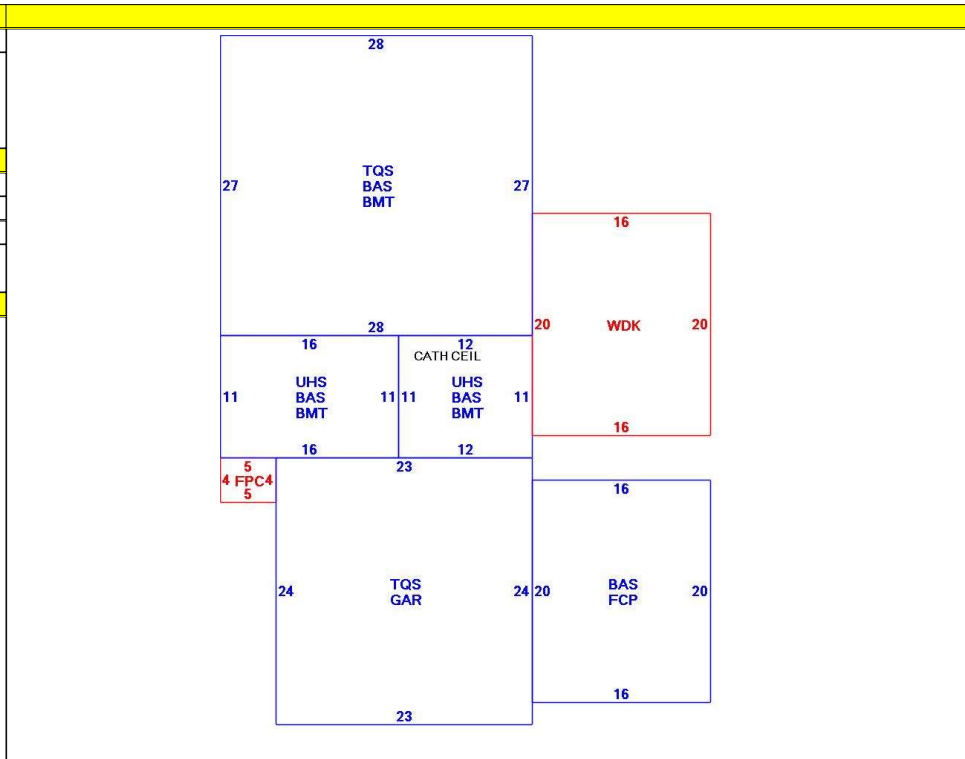 28
TQS
BAS
BMT
27
27
28
16
WDK
20
20
16
16
12
CATH CEIL
UHS
BAS
BMT
11
11
16
UHS
BAS
BMT
11
11
12
5
4 FPC4
5
23
TQS
GAR
24
24
23
16
BAS
FCP
20
20
16